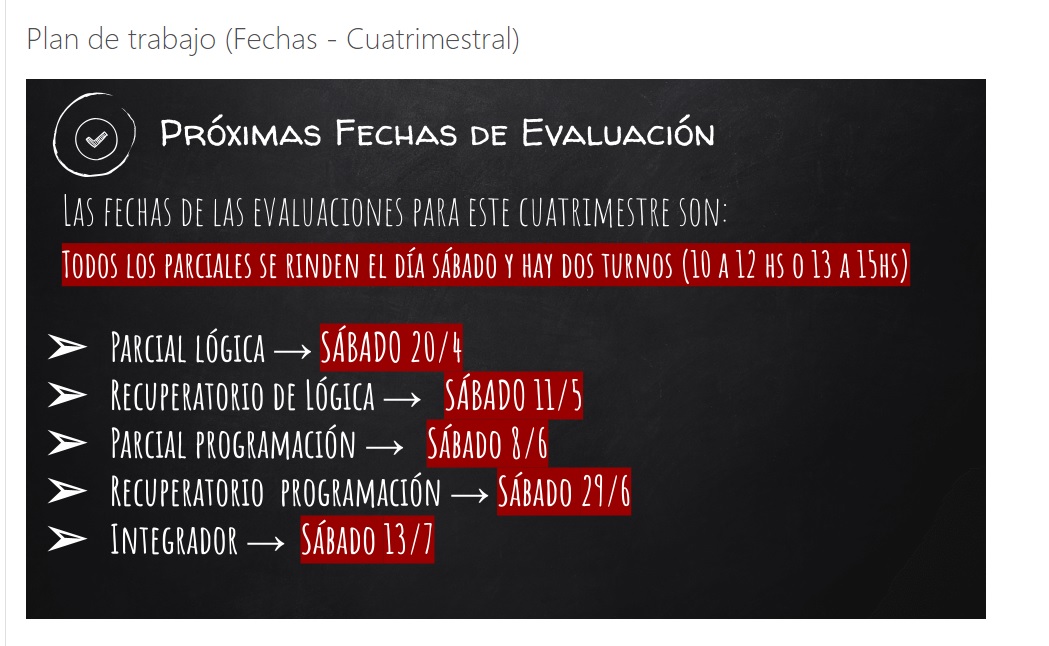 Plan de trabajo (Fechas - Cuatrimestral)
Próximas Fechas de Evaluación
Las fechas de las evaluaciones para este cuatrimestre son:
Todos los parciales se rinden el día sábado y hay dos turnos (10 a 12 hs o 13 a 15hs)
➢ Parcial lógica → SÁBADO 20/4
➢ Recuperatorio de Lógica → SÁBADO 11/5
➢ Parcial programación → Sábado 8/6
➢ Recuperatorio programación → Sábado 29/6
➢ Integrador → Sábado 13/7